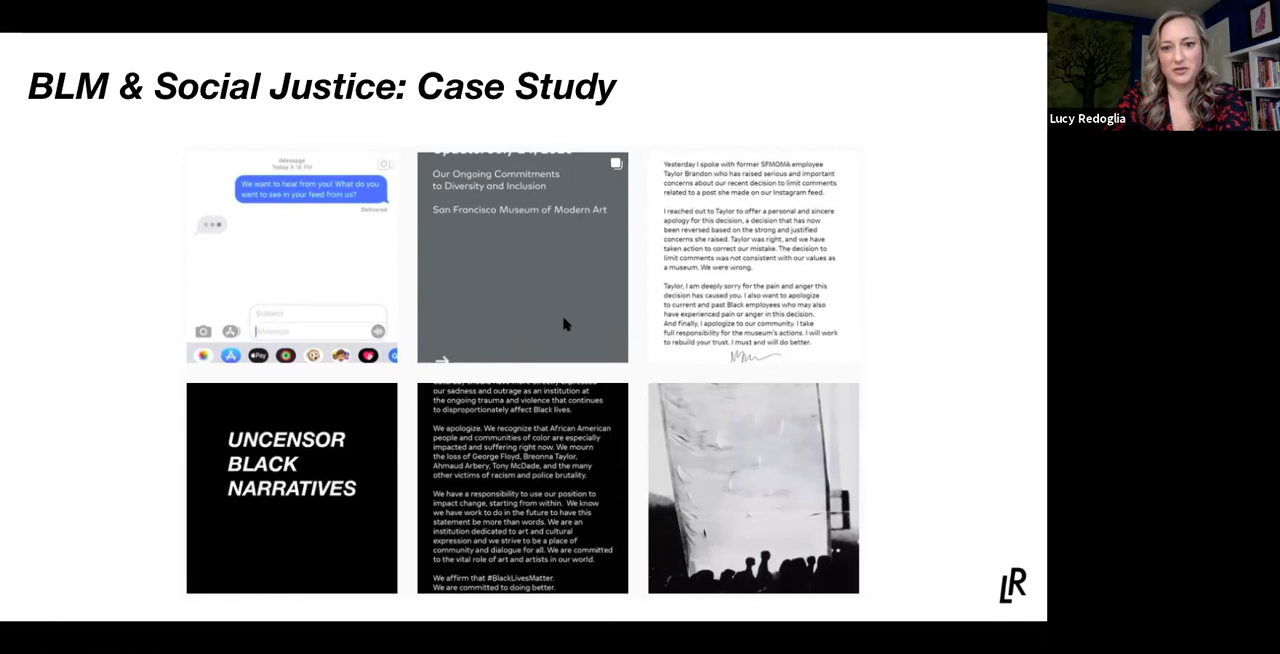 BLM & Social Justice: Case Study
Lucy Redoglia
iMessage
Today 4:16 PM
We want to hear from you! What do you
want to see in your feed from us?
Delivered
Subject
iMessage
Pay
Our Ongoing Commitments
to Diversity and Inclusion
San Francisco Museum of Modern Art
Yesterday I spoke with former SFMOMA employee
Taylor Brandon who has raised serious and important
concerns about our recent decision to limit comments
related to a post she made on our Instagram feed.
I reached out to Taylor to offer a personal and sincere
apology for this decision, a decision that has now
been reversed based on the strong and justified
concerns she raised. Taylor was right, and we have
taken action to correct our mistake. The decision to
limit comments was not consistent with our values as
a museum. We were wrong.
Taylor, I am deeply sorry for the pain and anger this
decision has caused you. I also want to apologize
to current and past Black employees who may also
have experienced pain or anger in this decision.
And finally, I apologize to our community. I take
full responsibility for the museum's actions. I will work
to rebuild your trust. I must and will do better.
UNCENSOR
BLACK
NARRATIVES
our sadness and outrage as an institution at
the ongoing trauma and violence that continues
to disproportionately affect Black lives.
We apologize. We recognize that African American
people and communities of color are especially
impacted and suffering right now. We mourn
the loss of George Floyd, Breonna Taylor,
Ahmaud Arbery, Tony McDade, and the many
other victims of racism and police brutality.
We have a responsibility to use our position to
impact change, starting from within. We know
we have work to do in the future to have this
statement be more than words. We are an
institution dedicated to art and cultural
expression and we strive to be a place of
community and dialogue for all. We are committed
to the vital role of art and artists in our world.
We affirm that #BlackLivesMatter.
We are committed to doing better.
LR